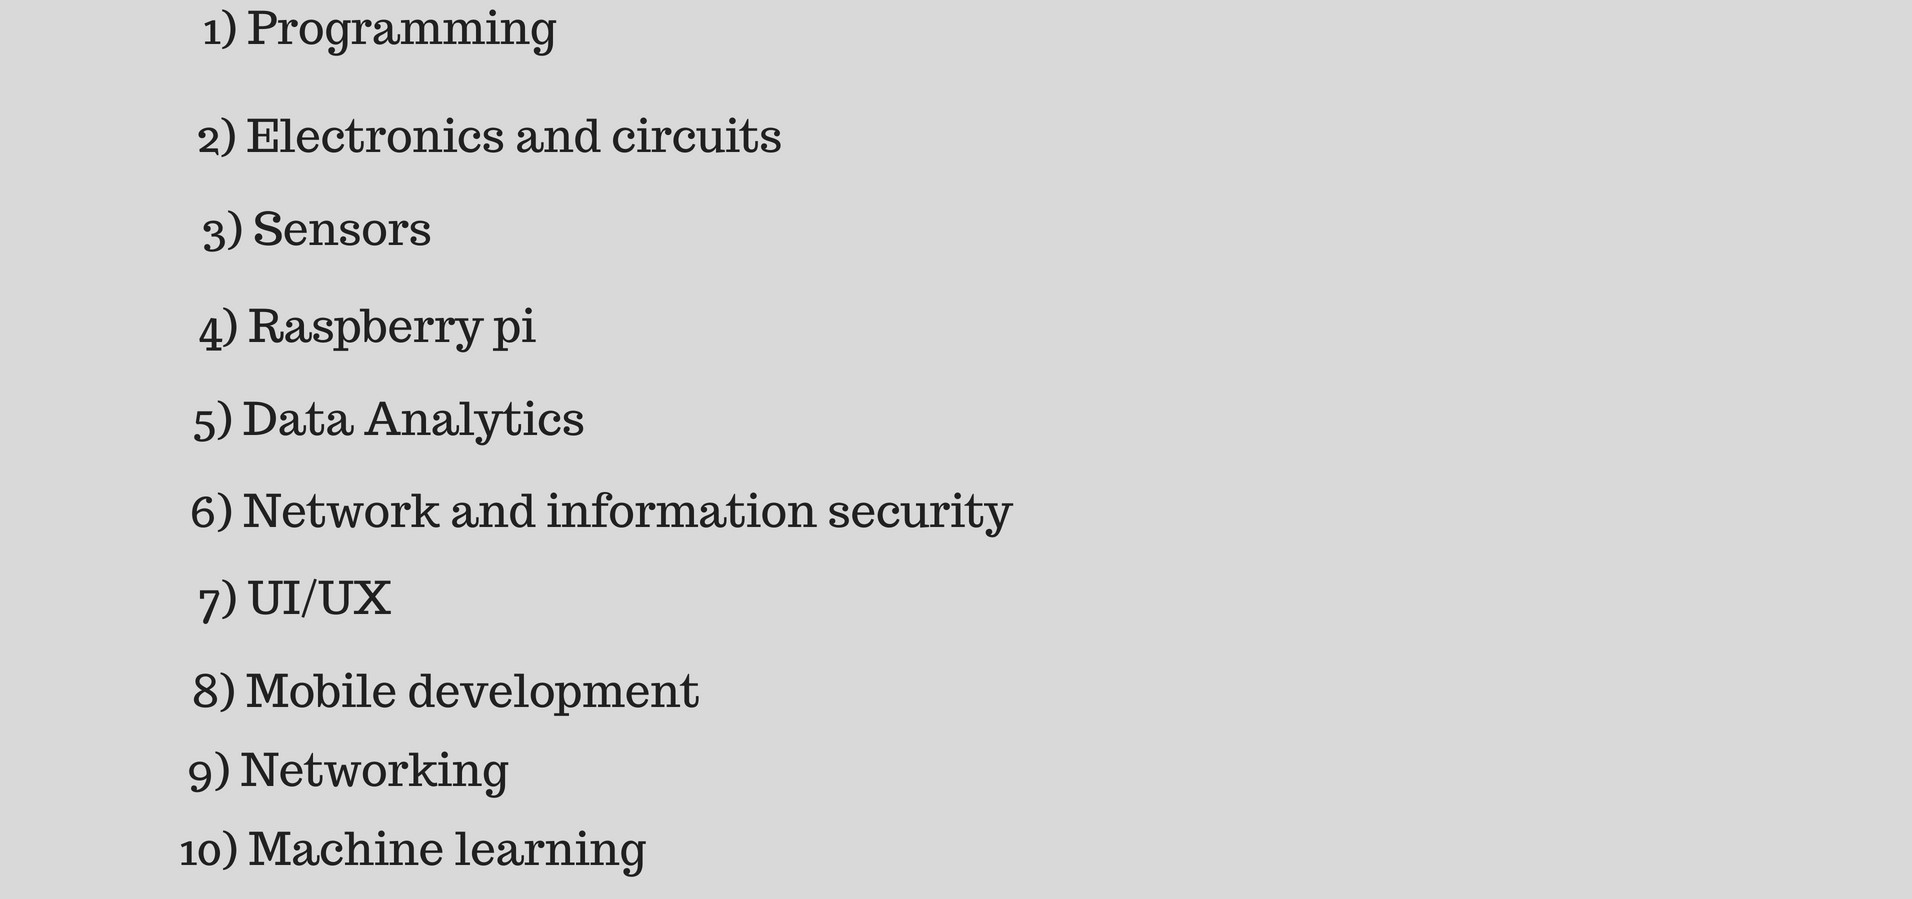 1) Programming
2) Electronics and circuits
3) Sensors
4) Raspberry pi
5) Data Analytics
6) Network and information security
7) UI/UX
8) Mobile development
9) Networking
10) Machine learning